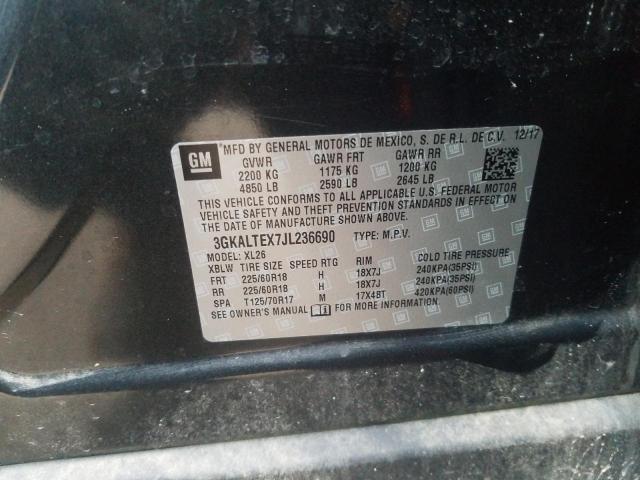 GM
MFD BY GENERAL MOTORS DE MEXICO, S. DE R.L. DE C.V. 12/17
GVWR GAWR FRT GAWR RR
2200 KG 1175 KG 1200 KG
4850 LB 2590 LB 2645 LB
THIS VEHICLE CONFORMS TO ALL APPLICABLE U.S. FEDERAL MOTOR
VEHICLE SAFETY AND THEFT PREVENTION STANDARDS IN EFFECT ON
THE DATE OF MANUFACTURE SHOWN ABOVE.
3GKALTEX7JL236690 TYPE: M.P.V.
MODEL: XL26
XBLW TIRE SIZE SPEED RTG RIM COLD TIRE PRESSURE
FRT 225/60R18 H 18X7J 240KPA(35PSI)
RR 225/60R18 H 18X7J 240KPA(35PSI)
SPA T125/70R17 M 17X4BT 420KPA(60PSI)
SEE OWNER'S MANUAL FOR MORE INFORMATION.